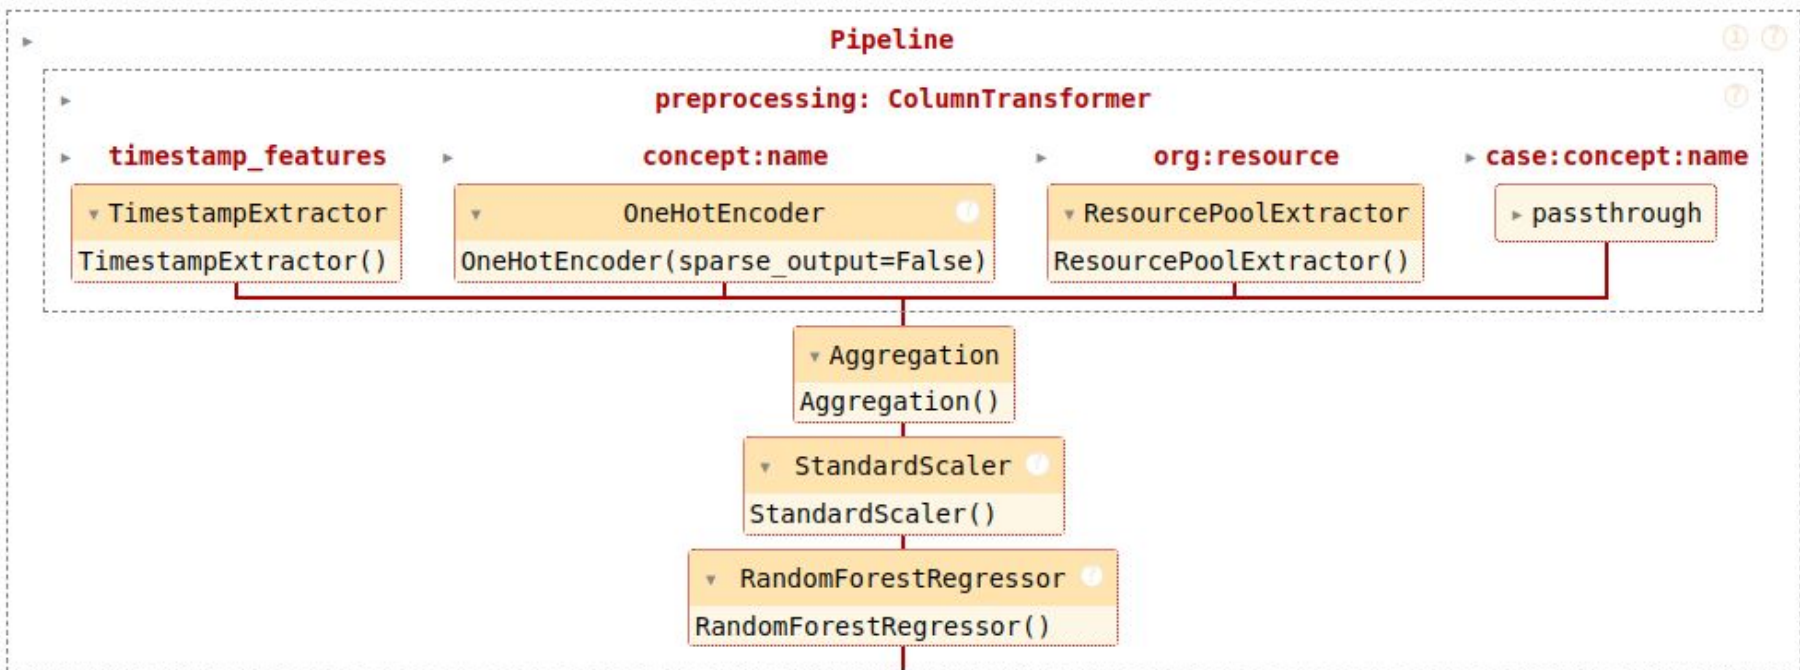 Pipeline
preprocessing: ColumnTransformer
timestamp_features
concept:name
org:resource
case:concept:name
TimestampExtractor
OneHotEncoder
ResourcePoolExtractor
passthrough
TimestampExtractor()
OneHotEncoder(sparse_output=False)
ResourcePoolExtractor()
Aggregation
Aggregation()
StandardScaler
StandardScaler()
RandomForestRegressor
RandomForestRegressor()